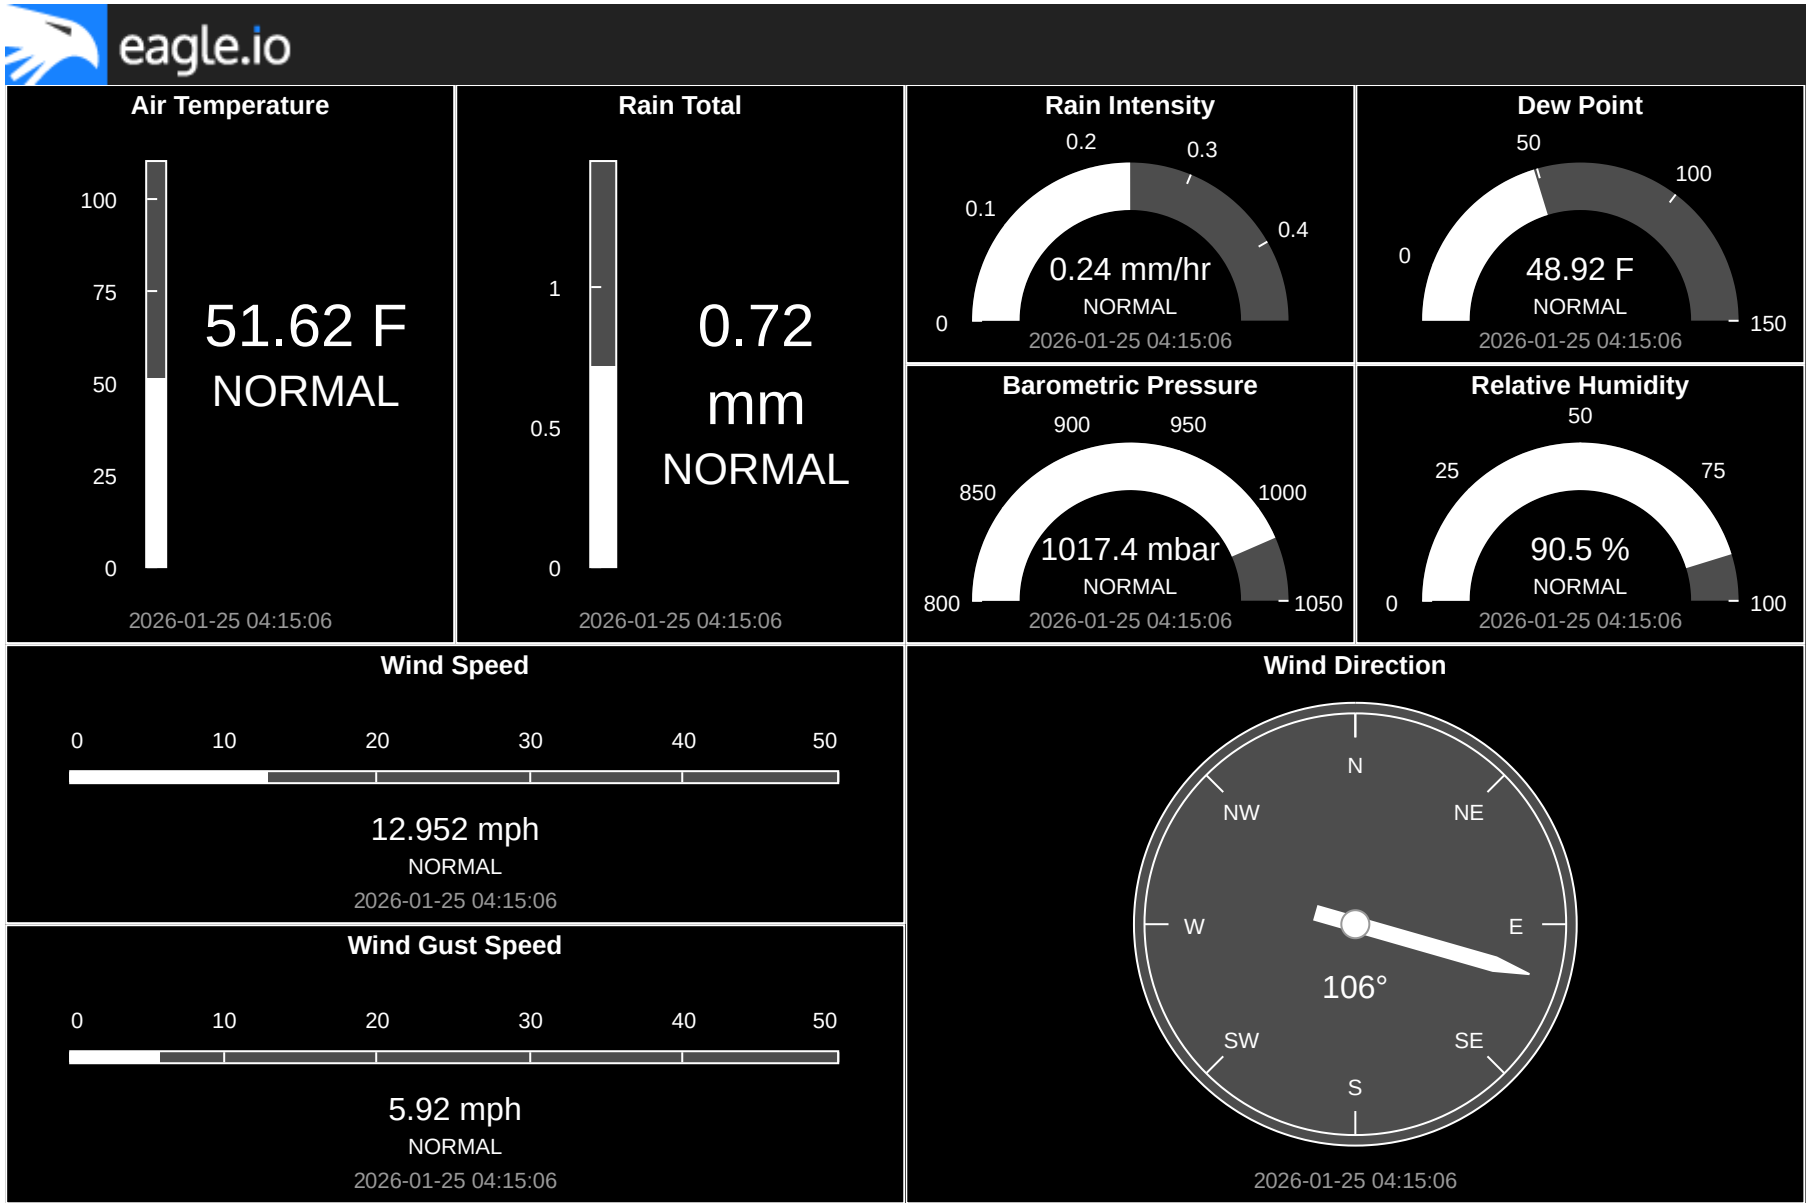 eagle.io
Air Temperature
100
75
50
25
0
51.62 F
NORMAL
2026-01-25 04:15:06
Rain Total
1
0.5
0
0.72
mm
NORMAL
2026-01-25 04:15:06
Rain Intensity
0
0.1
0.2
0.3
0.4
0.24 mm/hr
NORMAL
2026-01-25 04:15:06
Dew Point
0
50
100
150
48.92 F
NORMAL
2026-01-25 04:15:06
Barometric Pressure
800
850
900
950
1000
1050
1017.4 mbar
NORMAL
2026-01-25 04:15:06
Relative Humidity
0
25
50
75
100
90.5 %
NORMAL
2026-01-25 04:15:06
Wind Speed
0 10 20 30 40 50
12.952 mph
NORMAL
2026-01-25 04:15:06
Wind Gust Speed
0 10 20 30 40 50
5.92 mph
NORMAL
2026-01-25 04:15:06
Wind Direction
N
NW NE
W E
106°
SW SE
S
2026-01-25 04:15:06